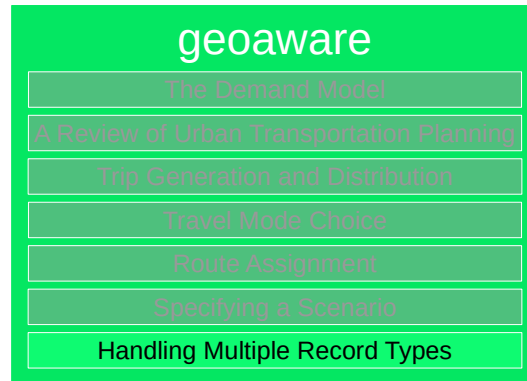 geoaware
The Demand Model
A Review of Urban Transportation Planning
Trip Generation and Distribution
Travel Mode Choice
Route Assignment
Specifying a Scenario
Handling Multiple Record Types